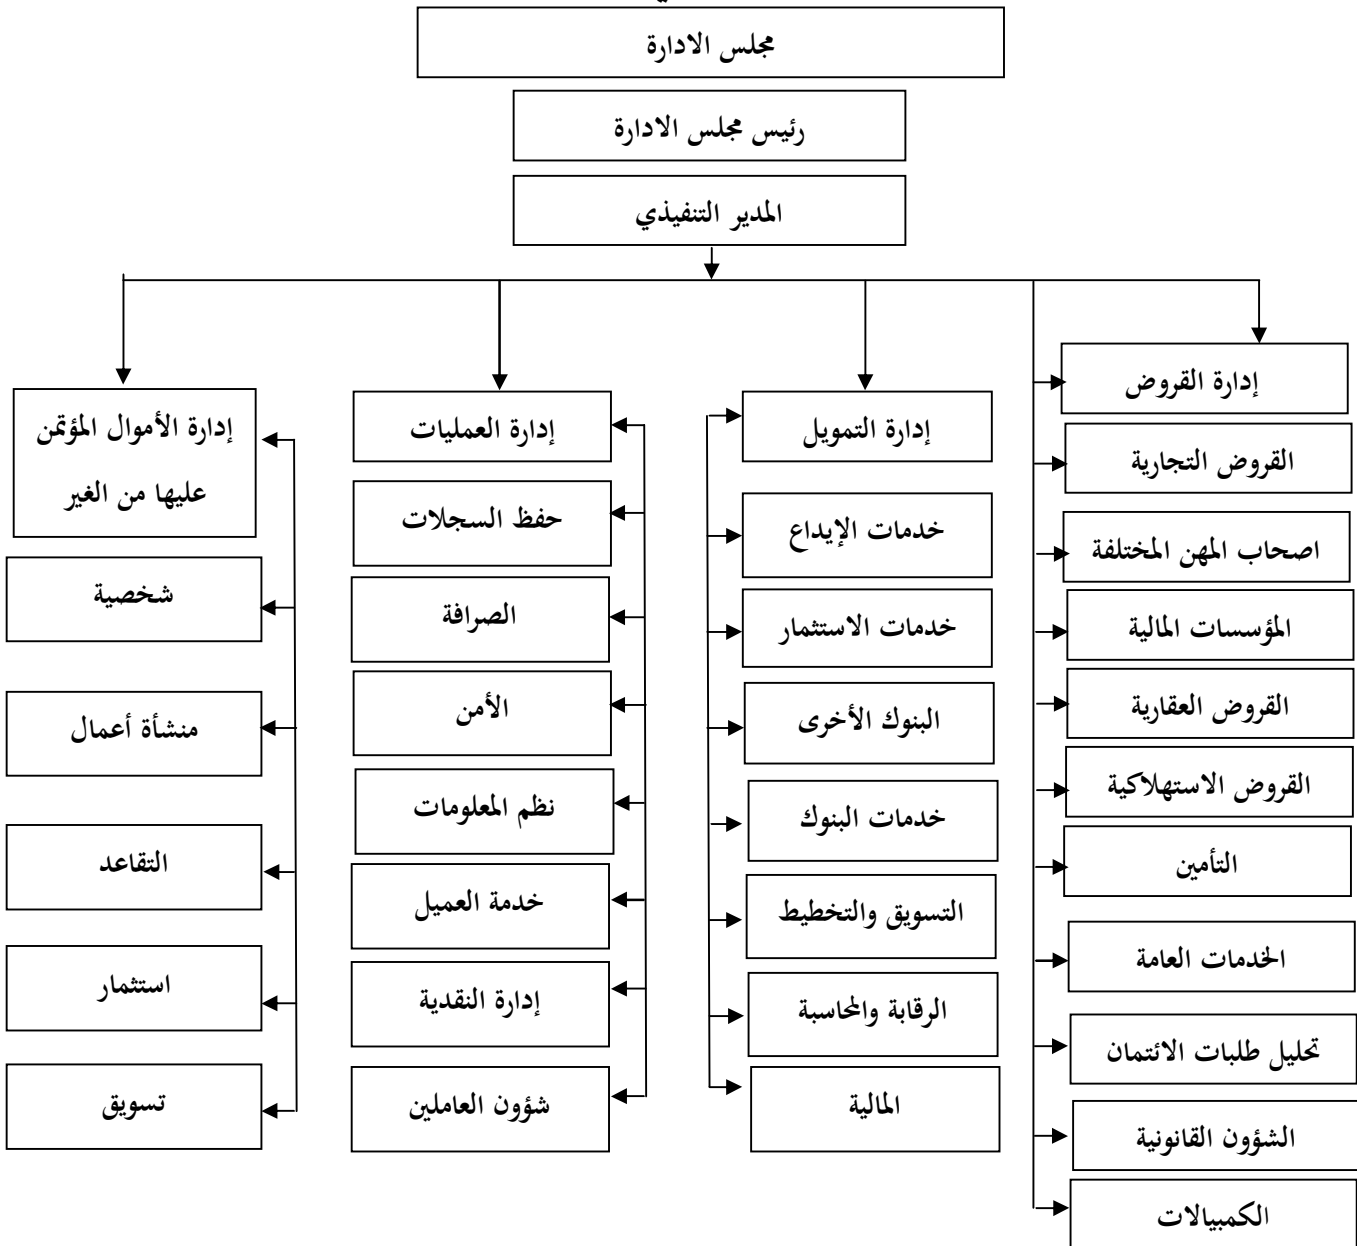 مجلس الادارة
رئيس مجلس الادارة
المدير التنفيذي
إدارة القروض
القروض التجارية
اصحاب المهن المختلفة
المؤسسات المالية
القروض العقارية
القروض الاستهلاكية
التأمين
الخدمات العامة
تحليل طلبات الائتمان
الشؤون القانونية
الكمبيالات
إدارة التمويل
خدمات الإيداع
خدمات الاستثمار
البنوك الأخرى
خدمات البنوك
التسويق والتخطيط
الرقابة والمحاسبة
المالية
إدارة العمليات
حفظ السجلات
الصرافة
الأمن
نظم المعلومات
خدمة العميل
إدارة النقدية
شؤون العاملين
إدارة الأموال المؤتمن
عليها من الغير
شخصية
منشأة أعمال
التقاعد
استثمار
تسويق